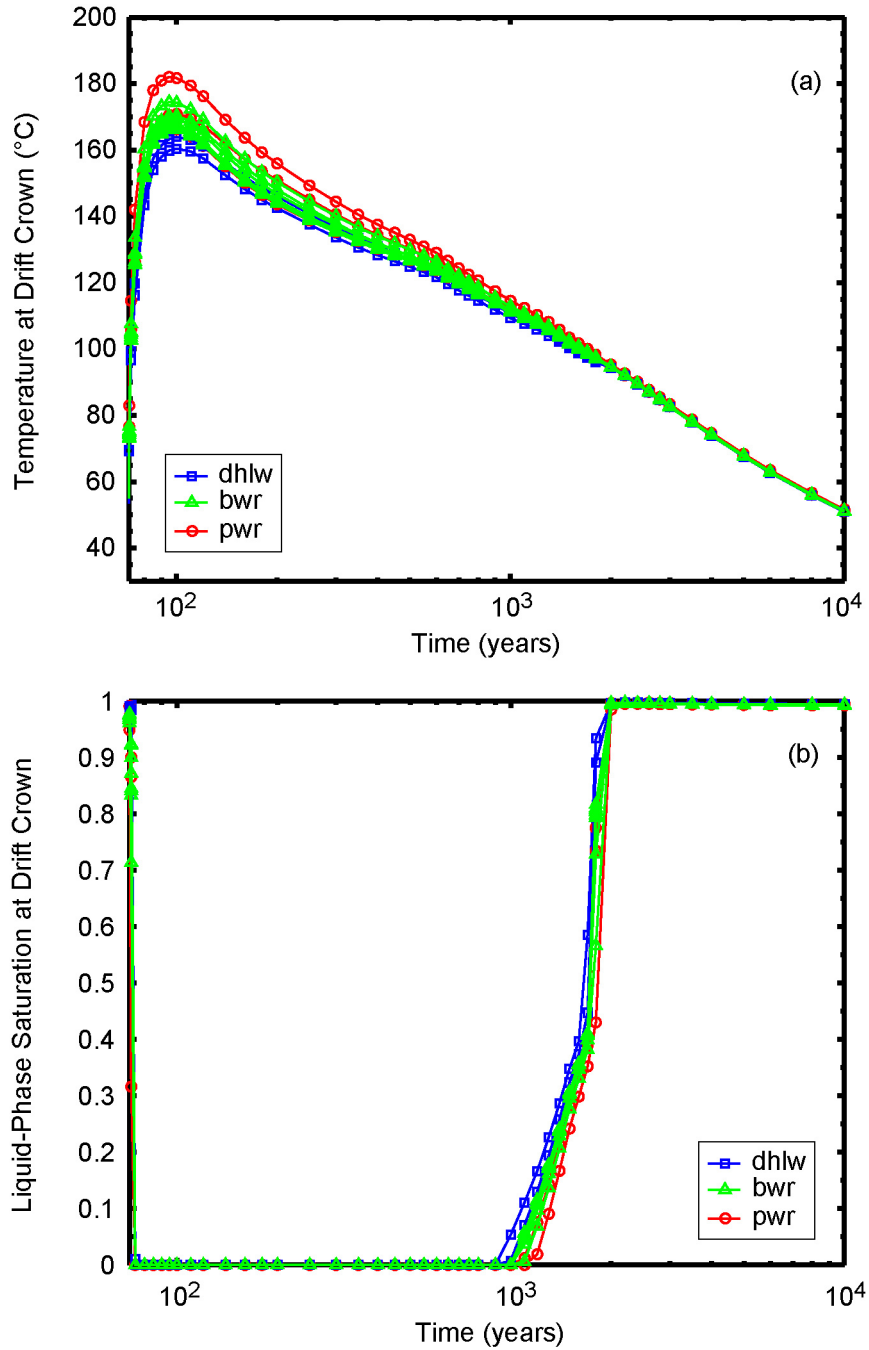 200
180
160
140
120
100
80
60
40
Temperature at Drift Crown (°C)
(a)
dhlw
bwr
pwr
10²
10³
10⁴
Time (years)
1
0.9
0.8
0.7
0.6
0.5
0.4
0.3
0.2
0.1
0
Liquid-Phase Saturation at Drift Crown
(b)
dhlw
bwr
pwr
10²
10³
10⁴
Time (years)